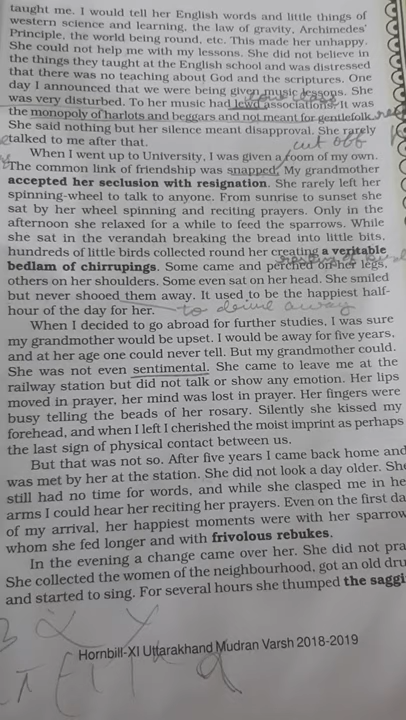 taught me. I would tell her English words and little things of
western science and learning, the law of gravity, Archimedes'
Principle, the world being round, etc. This made her unhappy.
She could not help me with my lessons. She did not believe in
the things they taught at the English school and was distressed
that there was no teaching about God and the scriptures. One
day I announced that we were being given music lessons. She
was very disturbed. To her music had lewd associations. It was
the monopoly of harlots and beggars and not meant for gentlefolk.
She said nothing but her silence meant disapproval. She rarely
talked to me after that.
cut off
When I went up to University, I was given a room of my own.
The common link of friendship was snapped. My grandmother
accepted her seclusion with resignation. She rarely left her
spinning-wheel to talk to anyone. From sunrise to sunset she
sat by her wheel spinning and reciting prayers. Only in the
afternoon she relaxed for a while to feed the sparrows. While
she sat in the verandah breaking the bread into little bits,
hundreds of little birds collected round her creating a veritable
bedlam of chirrupings. Some came and perched on her legs,
others on her shoulders. Some even sat on her head. She smiled
but never shooed them away. It used to be the happiest half-
hour of the day for her. to drive away
When I decided to go abroad for further studies, I was sure
my grandmother would be upset. I would be away for five years,
and at her age one could never tell. But my grandmother could.
She was not even sentimental. She came to leave me at the
railway station but did not talk or show any emotion. Her lips
moved in prayer, her mind was lost in prayer. Her fingers were
busy telling the beads of her rosary. Silently she kissed my
forehead, and when I left I cherished the moist imprint as perhaps
the last sign of physical contact between us.
But that was not so. After five years I came back home and
was met by her at the station. She did not look a day older. She
still had no time for words, and while she clasped me in he
arms I could hear her reciting her prayers. Even on the first da
of my arrival, her happiest moments were with her sparrow
whom she fed longer and with frivolous rebukes.
In the evening a change came over her. She did not pra
She collected the women of the neighbourhood, got an old dru
and started to sing. For several hours she thumped the saggi
Hornbill-XI Uttarakhand Mudran Varsh 2018-2019